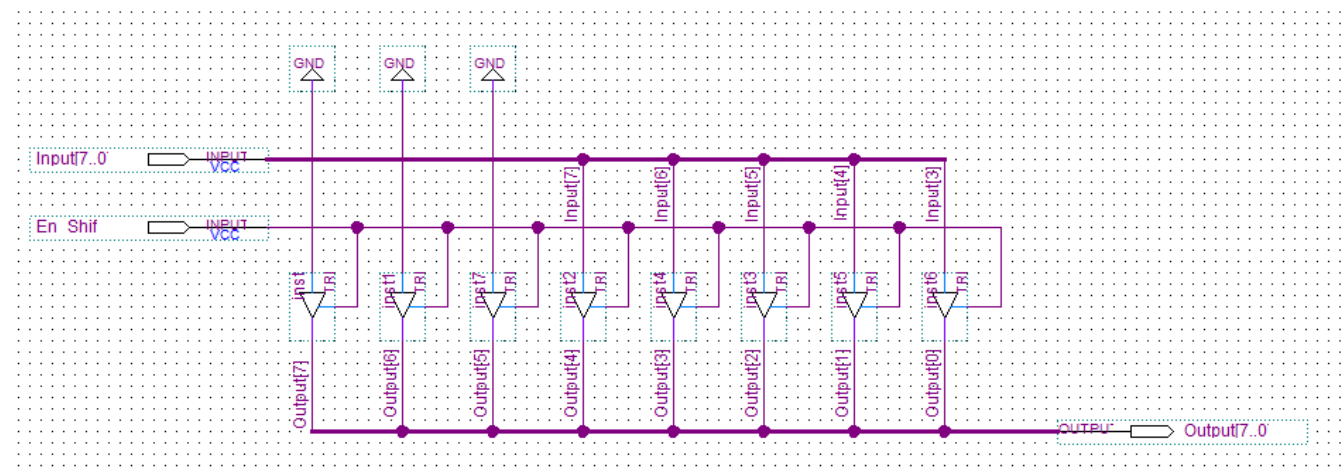 GND GND GND
Input[7..0
INPUT
VCC
Input[7] Input[6] Input[5] Input[4] Input[3]
En Shif
INPUT
VCC
inst TRI inst1 TRI inst7 TRI inst2 TRI inst4 TRI inst3 TRI inst5 TRI inst6 TRI
Output[7] Output[6] Output[5] Output[4] Output[3] Output[2] Output[1] Output[0]
OUTPUT Output[7..0